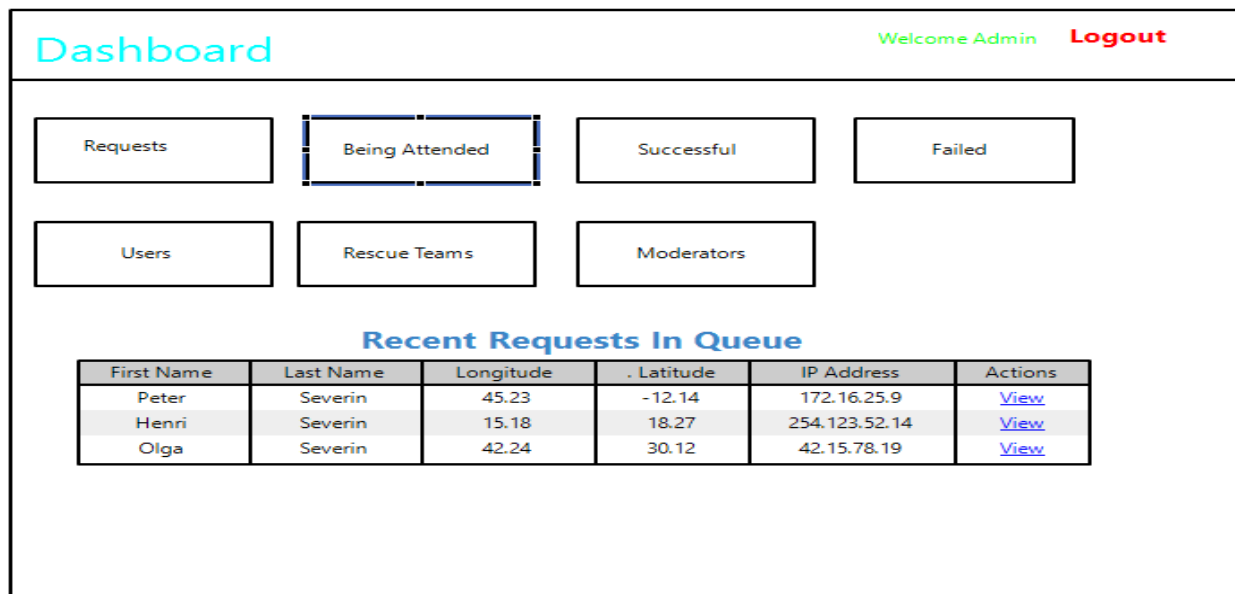 Dashboard
Welcome Admin Logout
Requests Being Attended Successful Failed
Users Rescue Teams Moderators
Recent Requests In Queue
First Name Last Name Longitude . Latitude IP Address Actions
Peter Severin 45.23 -12.14 172.16.25.9 View
Henri Severin 15.18 18.27 254.123.52.14 View
Olga Severin 42.24 30.12 42.15.78.19 View